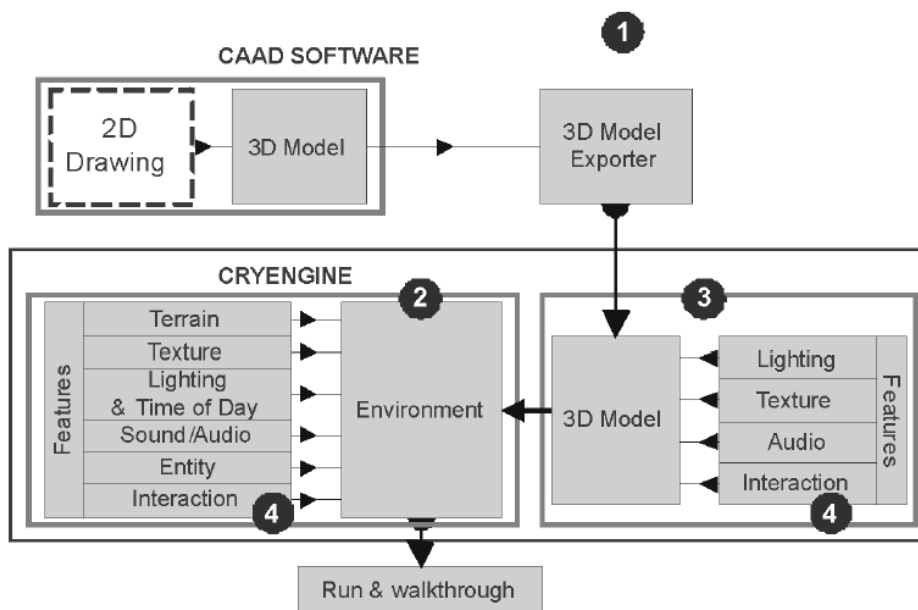 1
CAAD SOFTWARE
2D
Drawing
3D Model
3D Model
Exporter
CRYENGINE
2
3
Features
Terrain
Texture
Lighting
& Time of Day
Sound/Audio
Entity
Interaction
4
Environment
3D Model
Lighting
Texture
Audio
Interaction
Features
4
Run & walkthrough